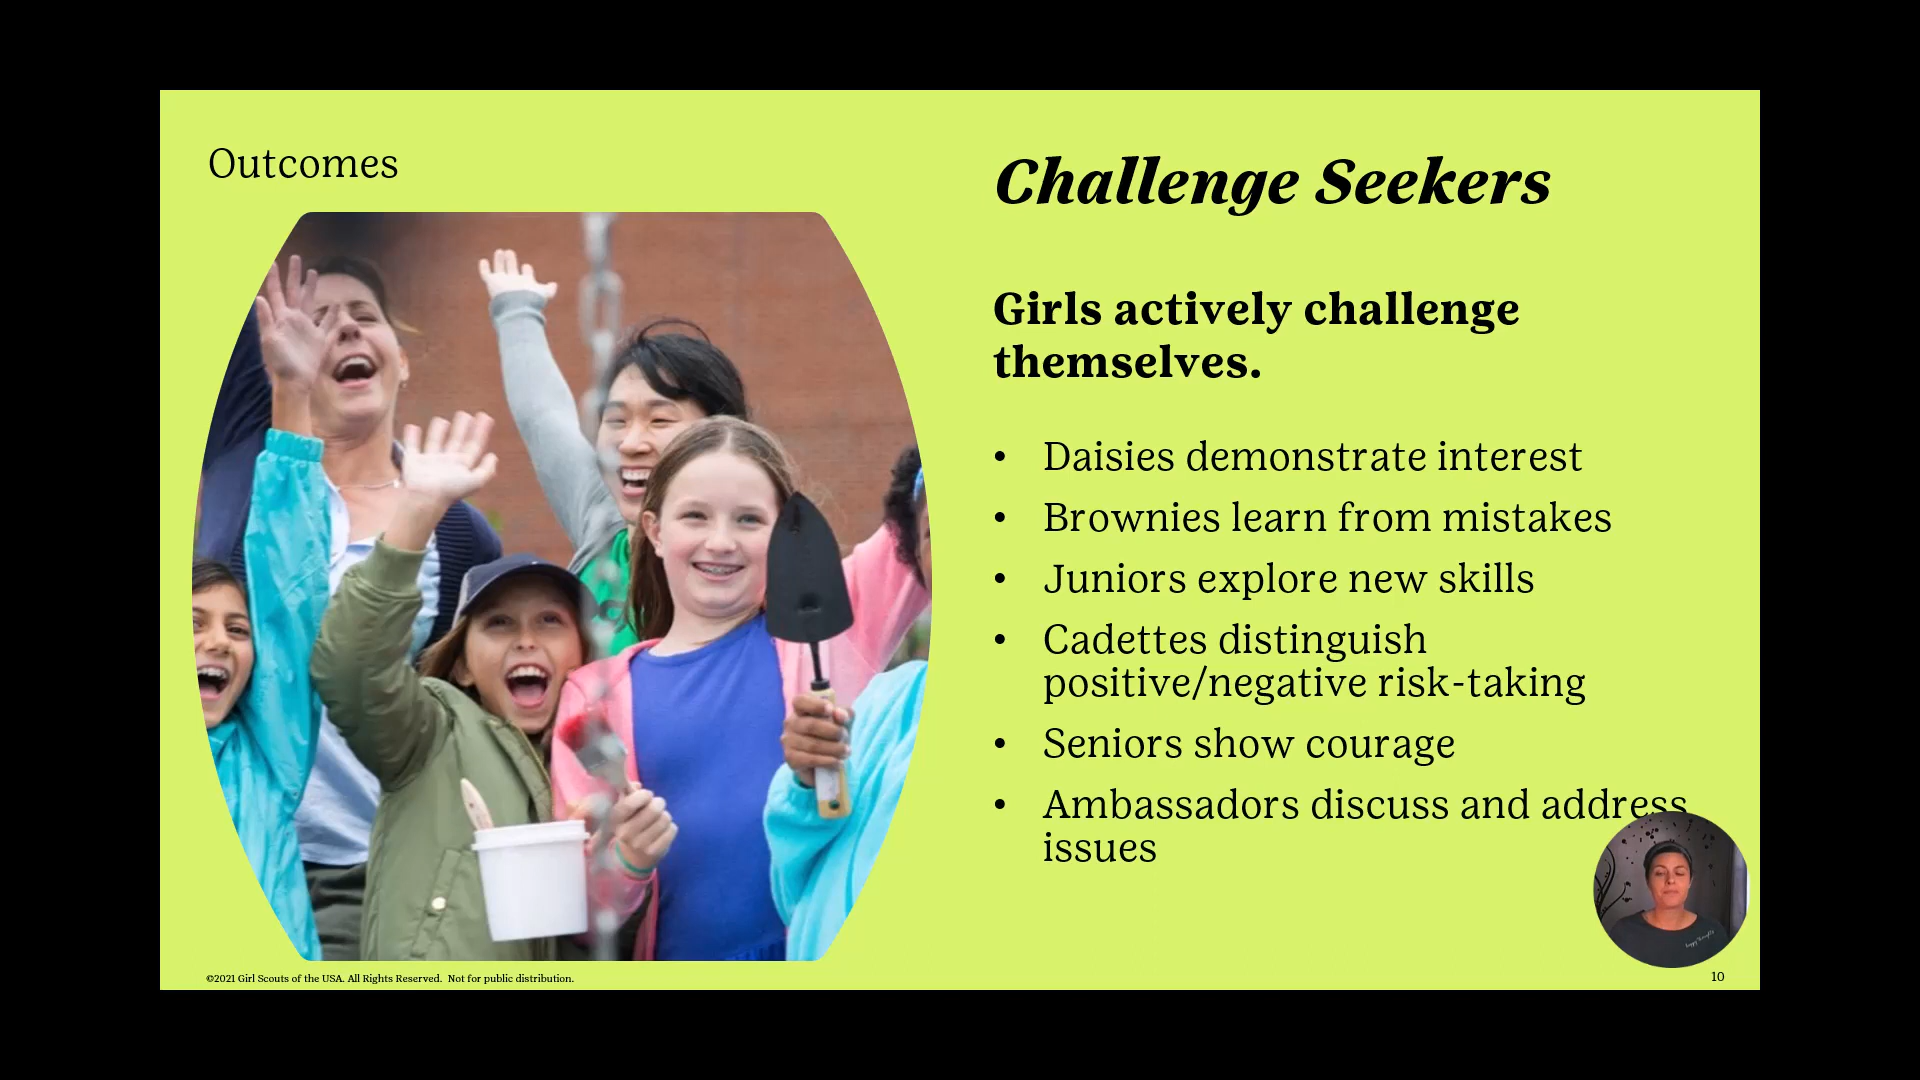 Outcomes
Challenge Seekers
Girls actively challenge
themselves.
• Daisies demonstrate interest
• Brownies learn from mistakes
• Juniors explore new skills
• Cadettes distinguish
positive/negative risk-taking
• Seniors show courage
• Ambassadors discuss and address
issues
©2021 Girl Scouts of the USA. All Rights Reserved. Not for public distribution.
10